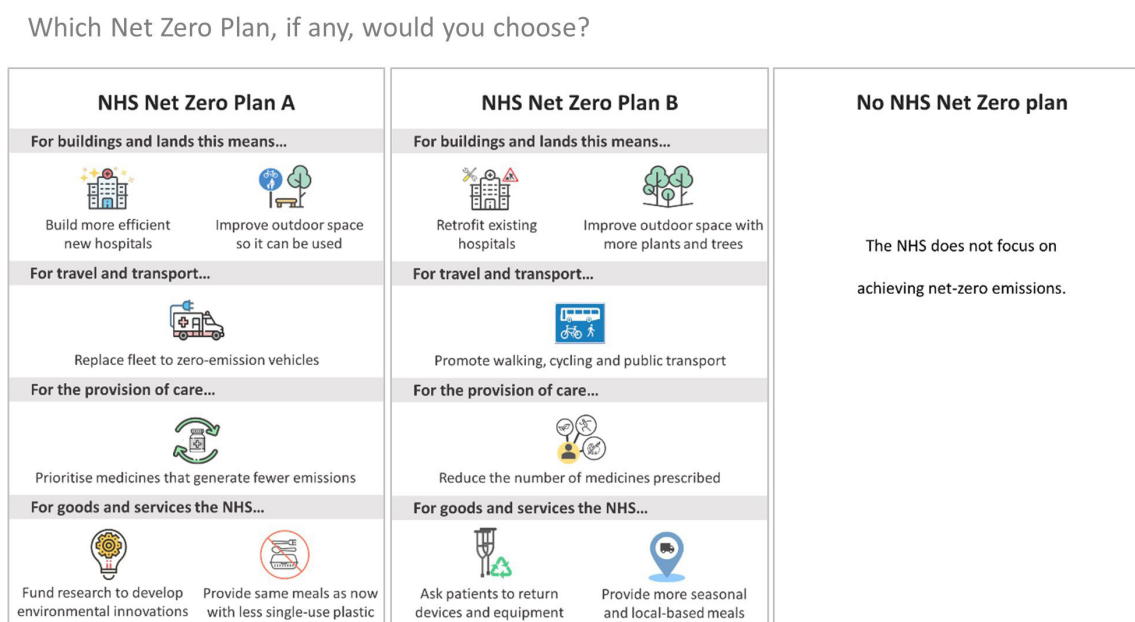 Which Net Zero Plan, if any, would you choose?
NHS Net Zero Plan A
For buildings and lands this means...
Build more efficient
new hospitals
Improve outdoor space
so it can be used
For travel and transport...
Replace fleet to zero-emission vehicles
For the provision of care...
Prioritise medicines that generate fewer emissions
For goods and services the NHS...
Fund research to develop
environmental innovations
Provide same meals as now
with less single-use plastic
NHS Net Zero Plan B
For buildings and lands this means...
Retrofit existing
hospitals
Improve outdoor space with
more plants and trees
For travel and transport...
Promote walking, cycling and public transport
For the provision of care...
Reduce the number of medicines prescribed
For goods and services the NHS...
Ask patients to return
devices and equipment
Provide more seasonal
and local-based meals
No NHS Net Zero plan
The NHS does not focus on
achieving net-zero emissions.